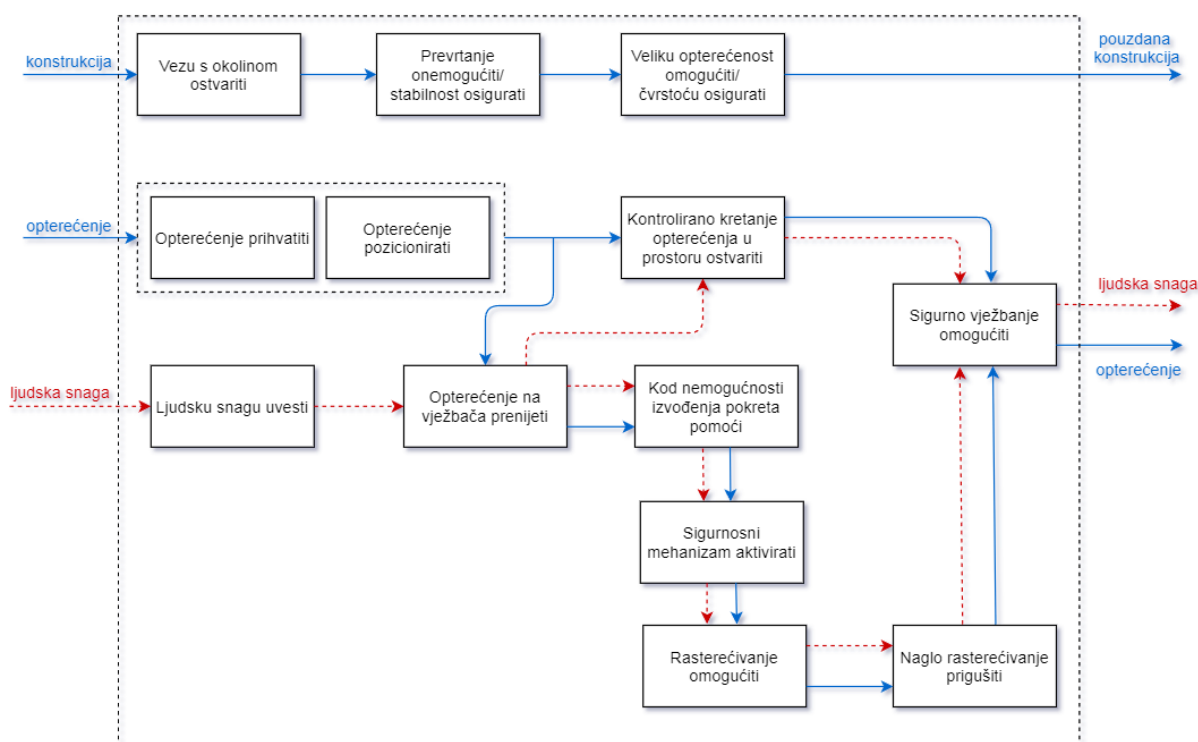 konstrukcija
Vezu s okolinom
ostvariti
Prevrtanje
onemogućiti/
stabilnost osigurati
Veliku opterećenost
omogućiti/
čvrstoću osigurati
pouzdana
konstrukcija
opterećenje
Opterećenje prihvatiti
Opterećenje
pozicionirati
Kontrolirano kretanje
opterećenja u
prostoru ostvariti
Sigurno vježbanje
omogućiti
ljudska snaga
opterećenje
ljudska snaga
Ljudsku snagu uvesti
Opterećenje na
vježbača prenijeti
Kod nemogućnosti
izvođenja pokreta
pomoći
Sigurnosni
mehanizam aktivirati
Rasterećivanje
omogućiti
Naglo rasterećivanje
prigušiti